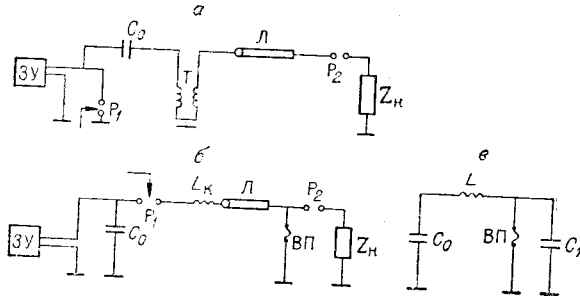 а
C₀
Л
P₂
ЗУ
T
P₁
Zн
б
в
Lк
Л
P₂
L
P₁
C₀
ВП
Zн
C₀
ВП
C₁
ЗУ